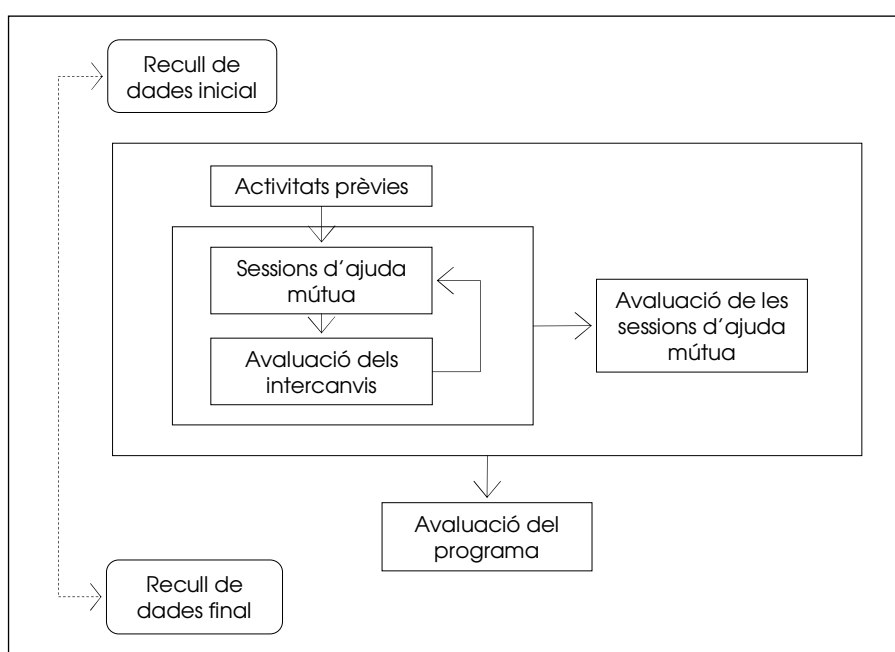 Recull de
dades inicial
Activitats prèvies
Sessions d'ajuda
mútua
Avaluació dels
intercanvis
Avaluació de les
sessions d'ajuda
mútua
Avaluació del
programa
Recull de
dades final